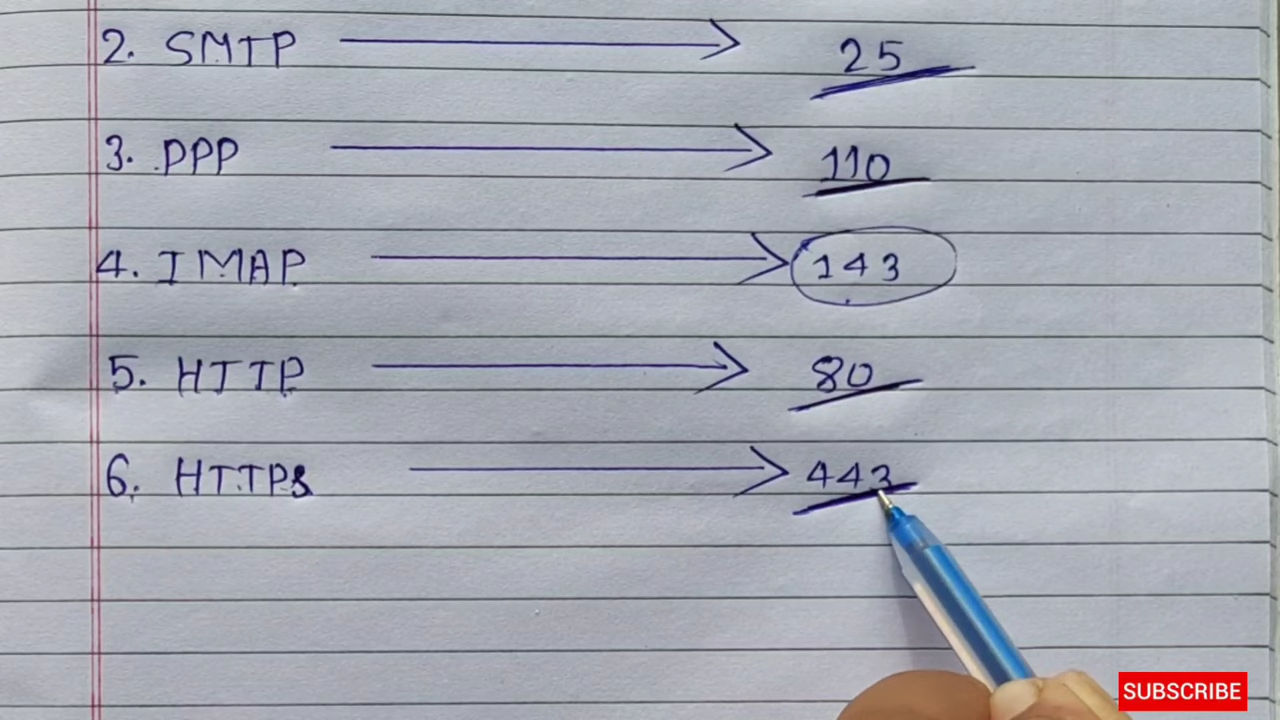 2. SMTP → 25
3. PPP → 110
4. IMAP → 143
5. HTTP → 80
6. HTTPS → 443
SUBSCRIBE